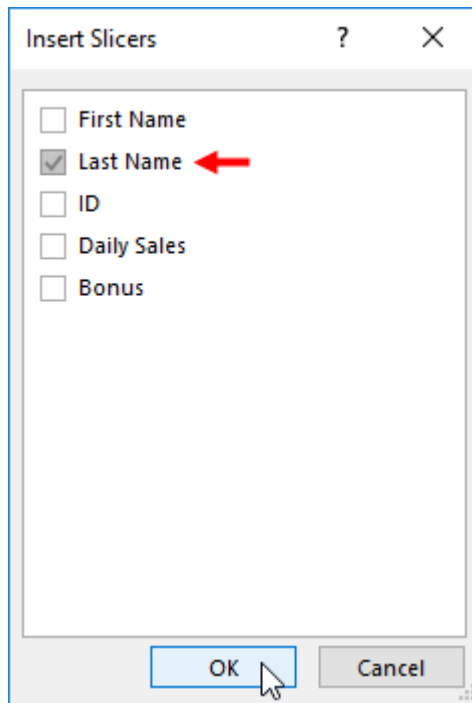 Insert Slicers ?
First Name
Last Name
ID
Daily Sales
Bonus
OK Cancel